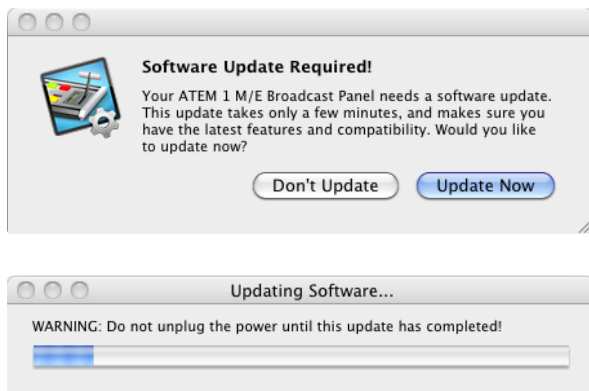 Software Update Required!
Your ATEM 1 M/E Broadcast Panel needs a software update.
This update takes only a few minutes, and makes sure you
have the latest features and compatibility. Would you like
to update now?
Don't Update
Update Now
Updating Software...
WARNING: Do not unplug the power until this update has completed!